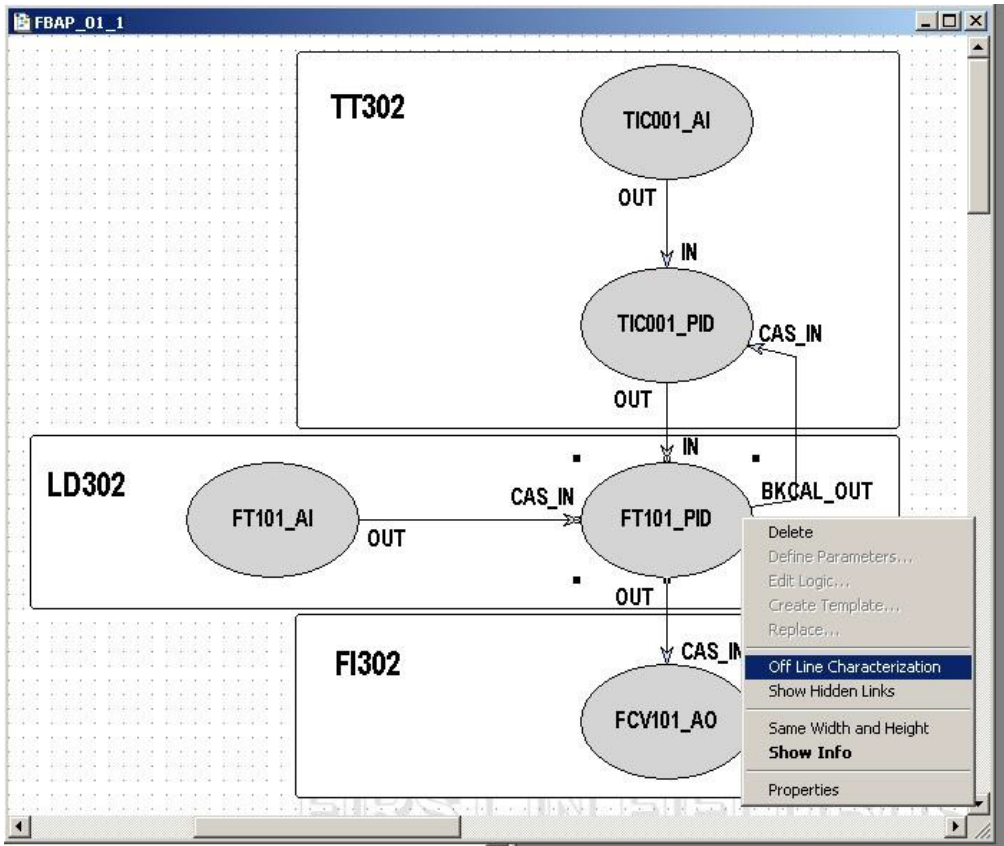 FBAP_01_1
TT302
TIC001_AI
OUT
IN
TIC001_PID
CAS_IN
OUT
IN
LD302
FT101_AI
OUT
CAS_IN
FT101_PID
BKCAL_OUT
OUT
Delete
Define Parameters...
Edit Logic...
Create Template...
Replace...
Off Line Characterization
Show Hidden Links
Same Width and Height
Show Info
Properties
FI302
CAS_IN
FCV101_AO